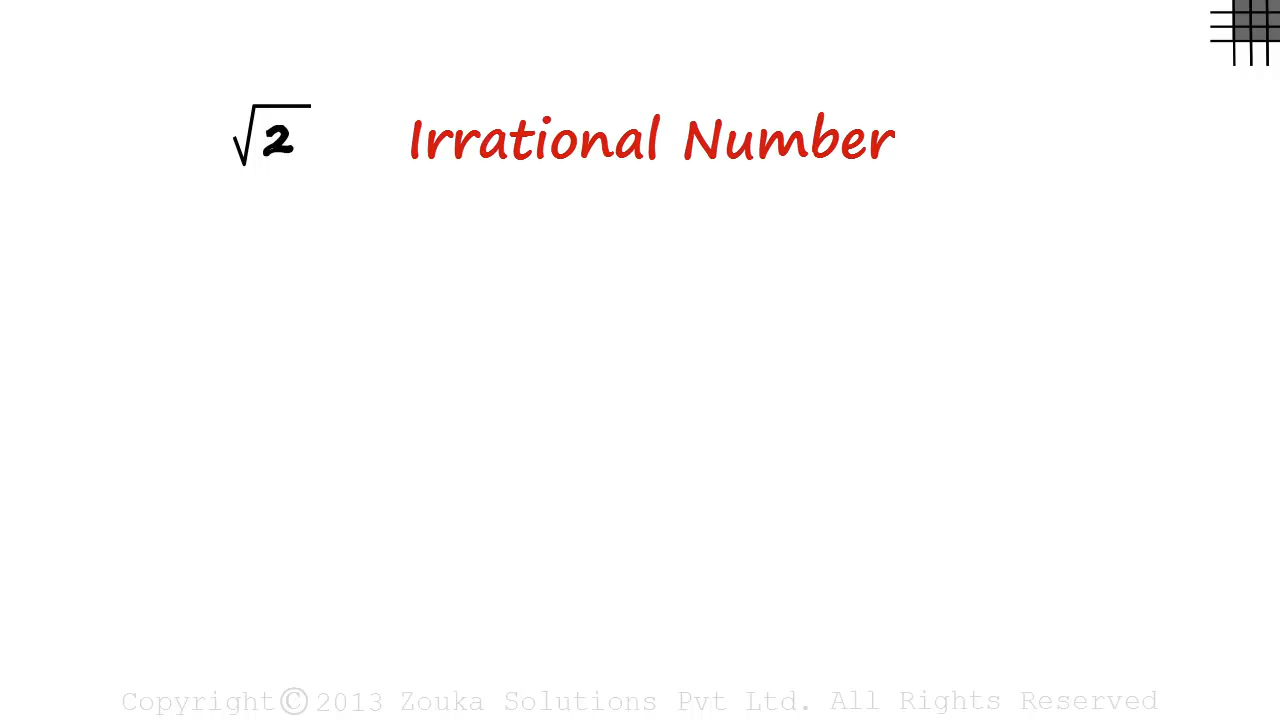 √2 Irrational Number
Copyright©2013 Zouka Solutions Pvt Ltd. All Rights Reserved